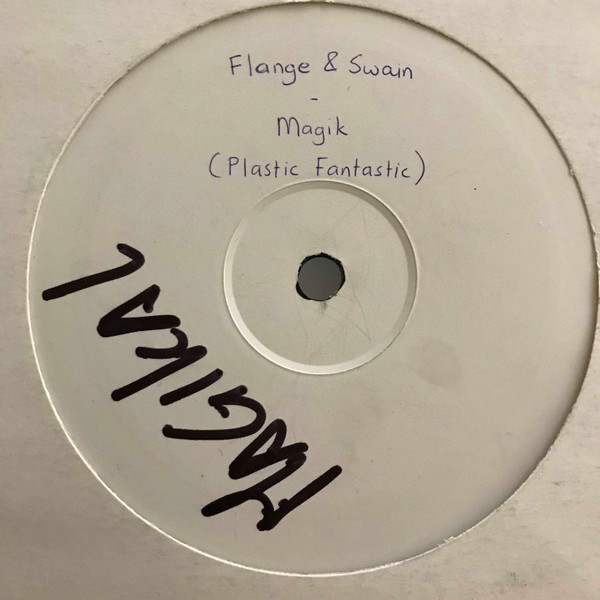 Flange & Swain
-
Magik
(Plastic Fantastic)
MAGIKAL